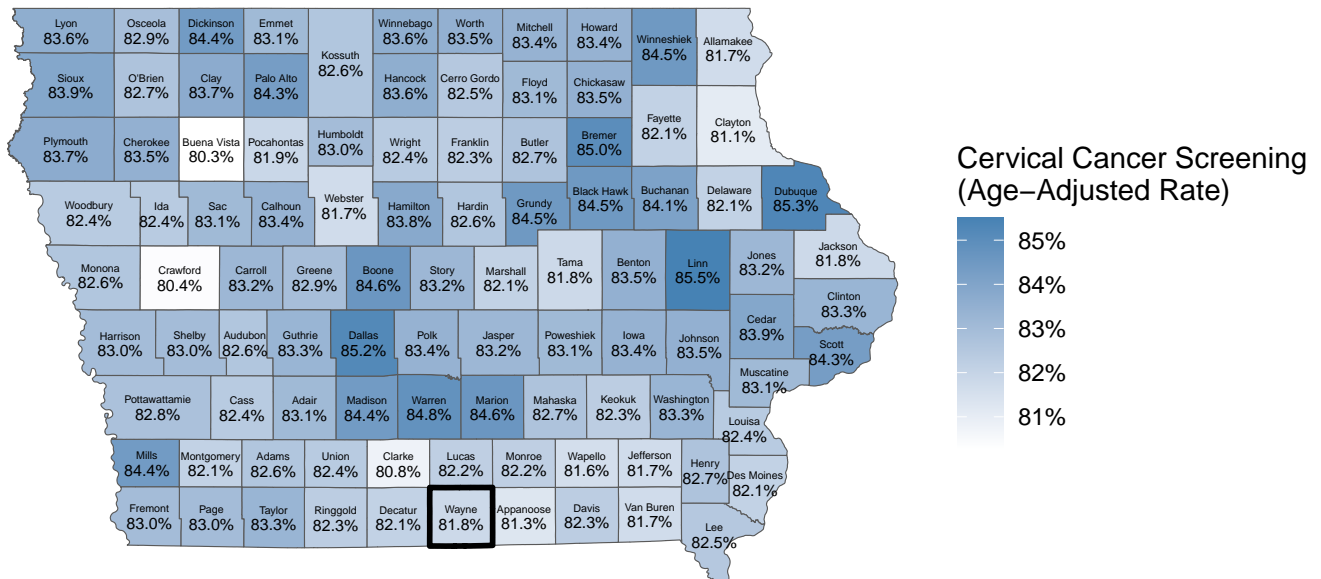 Lyon
83.6%
Osceola
82.9%
Dickinson
84.4%
Emmet
83.1%
Kossuth
82.6%
Winnebago
83.6%
Worth
83.5%
Mitchell
83.4%
Howard
83.4%
Winneshiek
84.5%
Allamakee
81.7%
Sioux
83.9%
O'Brien
82.7%
Clay
83.7%
Palo Alto
84.3%
Hancock
83.6%
Cerro Gordo
82.5%
Floyd
83.1%
Chickasaw
83.5%
Plymouth
83.7%
Cherokee
83.5%
Buena Vista
80.3%
Pocahontas
81.9%
Humboldt
83.0%
Wright
82.4%
Franklin
82.3%
Butler
82.7%
Bremer
85.0%
Fayette
82.1%
Clayton
81.1%
Woodbury
82.4%
Ida
82.4%
Sac
83.1%
Calhoun
83.4%
Webster
81.7%
Hamilton
83.8%
Hardin
82.6%
Grundy
84.5%
Black Hawk
84.5%
Buchanan
84.1%
Delaware
82.1%
Dubuque
85.3%
Monona
82.6%
Crawford
80.4%
Carroll
83.2%
Greene
82.9%
Boone
84.6%
Story
83.2%
Marshall
82.1%
Tama
81.8%
Benton
83.5%
Linn
85.5%
Jones
83.2%
Jackson
81.8%
Clinton
83.3%
Harrison
83.0%
Shelby
83.0%
Audubon
82.6%
Guthrie
83.3%
Dallas
85.2%
Polk
83.4%
Jasper
83.2%
Poweshiek
83.1%
Iowa
83.4%
Johnson
83.5%
Cedar
83.9%
Scott
84.3%
Muscatine
83.1%
Pottawattamie
82.8%
Cass
82.4%
Adair
83.1%
Madison
84.4%
Warren
84.8%
Marion
84.6%
Mahaska
82.7%
Keokuk
82.3%
Washington
83.3%
Louisa
82.4%
Mills
84.4%
Montgomery
82.1%
Adams
82.6%
Union
82.4%
Clarke
80.8%
Lucas
82.2%
Monroe
82.2%
Wapello
81.6%
Jefferson
81.7%
Henry
82.7%
Des Moines
82.1%
Fremont
83.0%
Page
83.0%
Taylor
83.3%
Ringgold
82.3%
Decatur
82.1%
Wayne
81.8%
Appanoose
81.3%
Davis
82.3%
Van Buren
81.7%
Lee
82.5%
Cervical Cancer Screening
(Age−Adjusted Rate)
85%
84%
83%
82%
81%